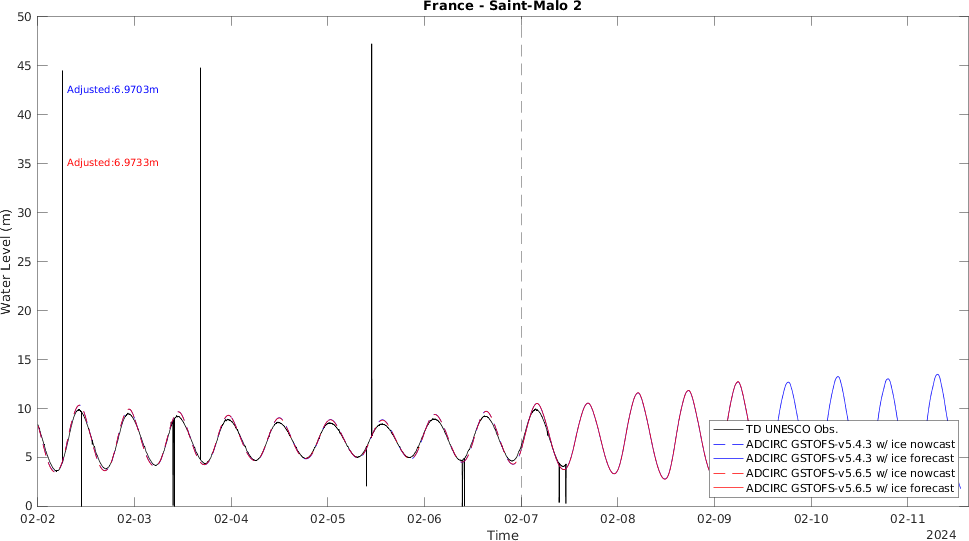 France - Saint-Malo 2
50
45
40
35
30
25
20
15
10
5
0
Water Level (m)
Adjusted:6.9703m
Adjusted:6.9733m
TD UNESCO Obs.
ADCIRC GSTOFS-v5.4.3 w/ ice nowcast
ADCIRC GSTOFS-v5.4.3 w/ ice forecast
ADCIRC GSTOFS-v5.6.5 w/ ice nowcast
ADCIRC GSTOFS-v5.6.5 w/ ice forecast
02-02 02-03 02-04 02-05 02-06 02-07 02-08 02-09 02-10 02-11
Time
2024